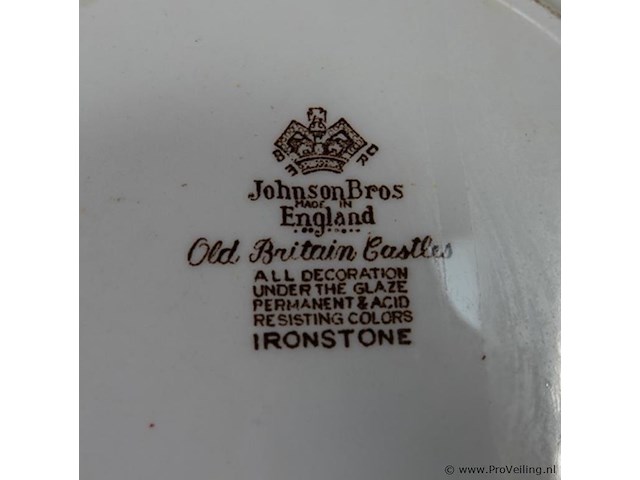 JohnsonBros
MADE IN
England
Old Britain Castles
ALL DECORATION
UNDER THE GLAZE
PERMANENT & ACID
RESISTING COLORS
IRONSTONE
© www.ProVeiling.nl